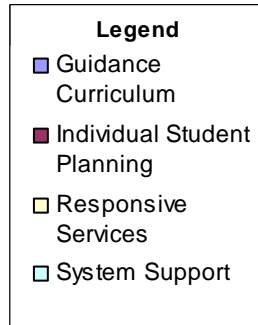 Legend
Guidance
Curriculum
Individual Student
Planning
Responsive
Services
System Support